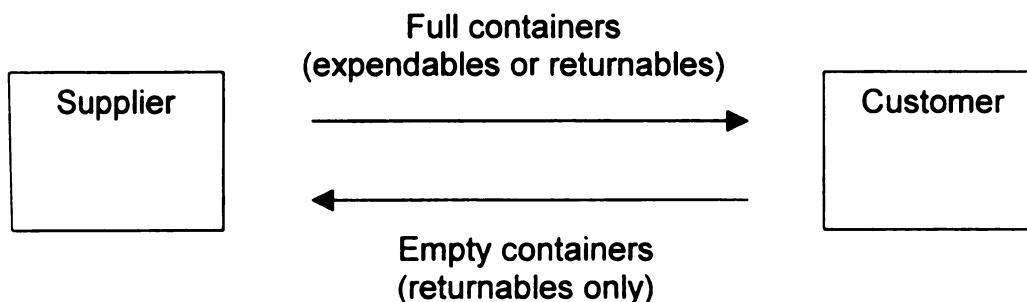 Full containers
(expendables or returnables)
Supplier
Customer
Empty containers
(returnables only)